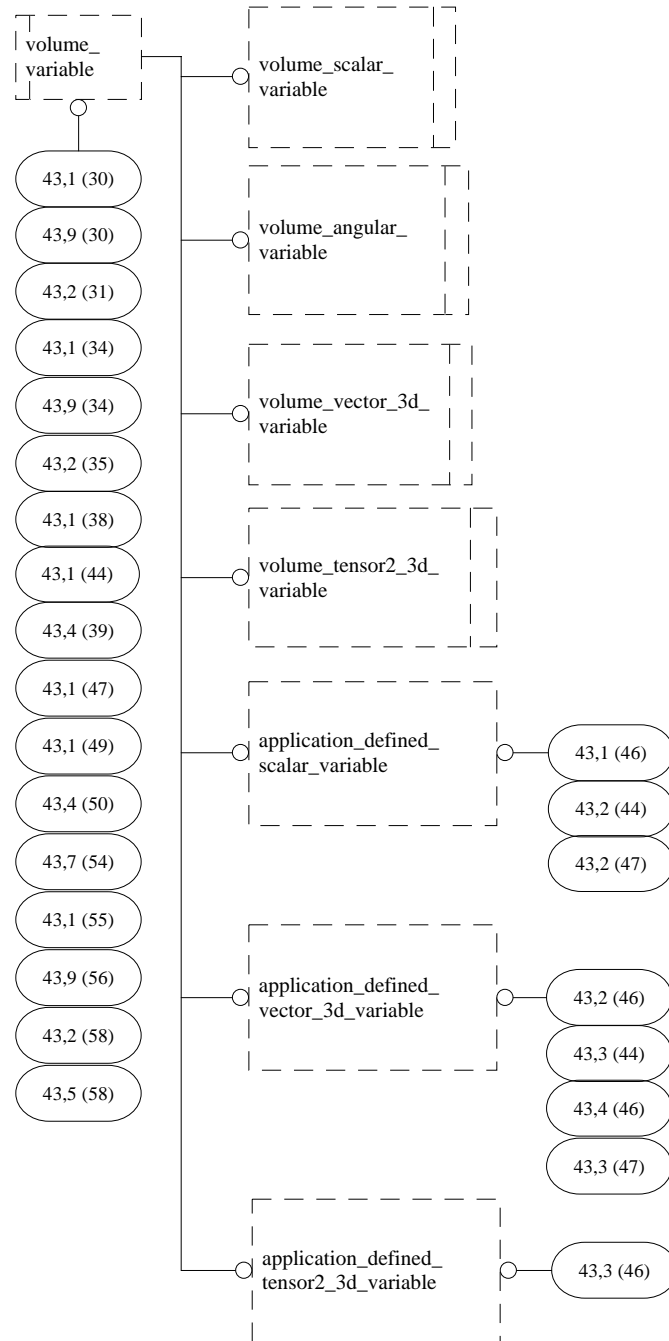 volume_
variable
43,1 (30)
43,9 (30)
43,2 (31)
43,1 (34)
43,9 (34)
43,2 (35)
43,1 (38)
43,1 (44)
43,4 (39)
43,1 (47)
43,1 (49)
43,4 (50)
43,7 (54)
43,1 (55)
43,9 (56)
43,2 (58)
43,5 (58)
volume_scalar_
variable
volume_angular_
variable
volume_vector_3d_
variable
volume_tensor2_3d_
variable
application_defined_
scalar_variable
43,1 (46)
43,2 (44)
43,2 (47)
application_defined_
vector_3d_variable
43,2 (46)
43,3 (44)
43,4 (46)
43,3 (47)
application_defined_
tensor2_3d_variable
43,3 (46)